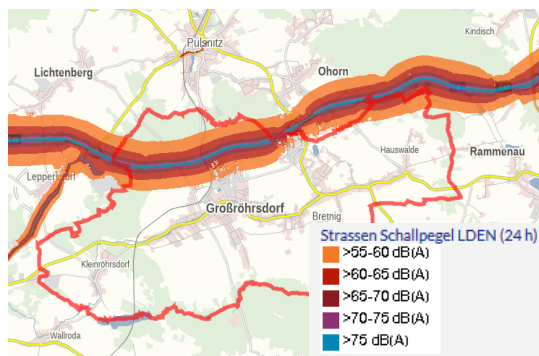 Kindisch
Pulsnitz
Ohorn
Lichtenberg
Hauswalde
Rammenau
Großröhrsdorf
Bretnig
Kleinröhrsdorf
Wallroda
Strassen Schallpegel LDEN (24 h)
>55-60 dB(A)
>60-65 dB(A)
>65-70 dB(A)
>70-75 dB(A)
>75 dB(A)